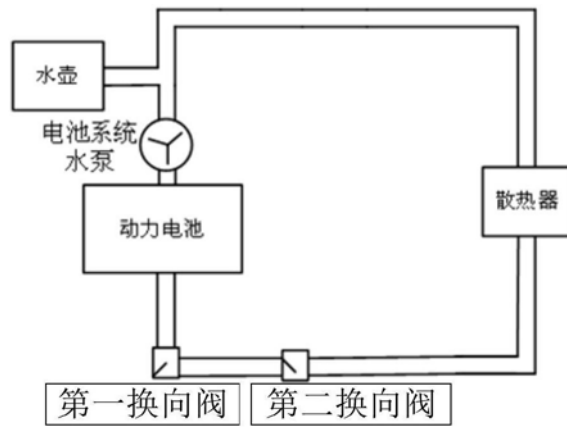 水壶
电池系统
水泵
动力电池
散热器
第一换向阀
第二换向阀